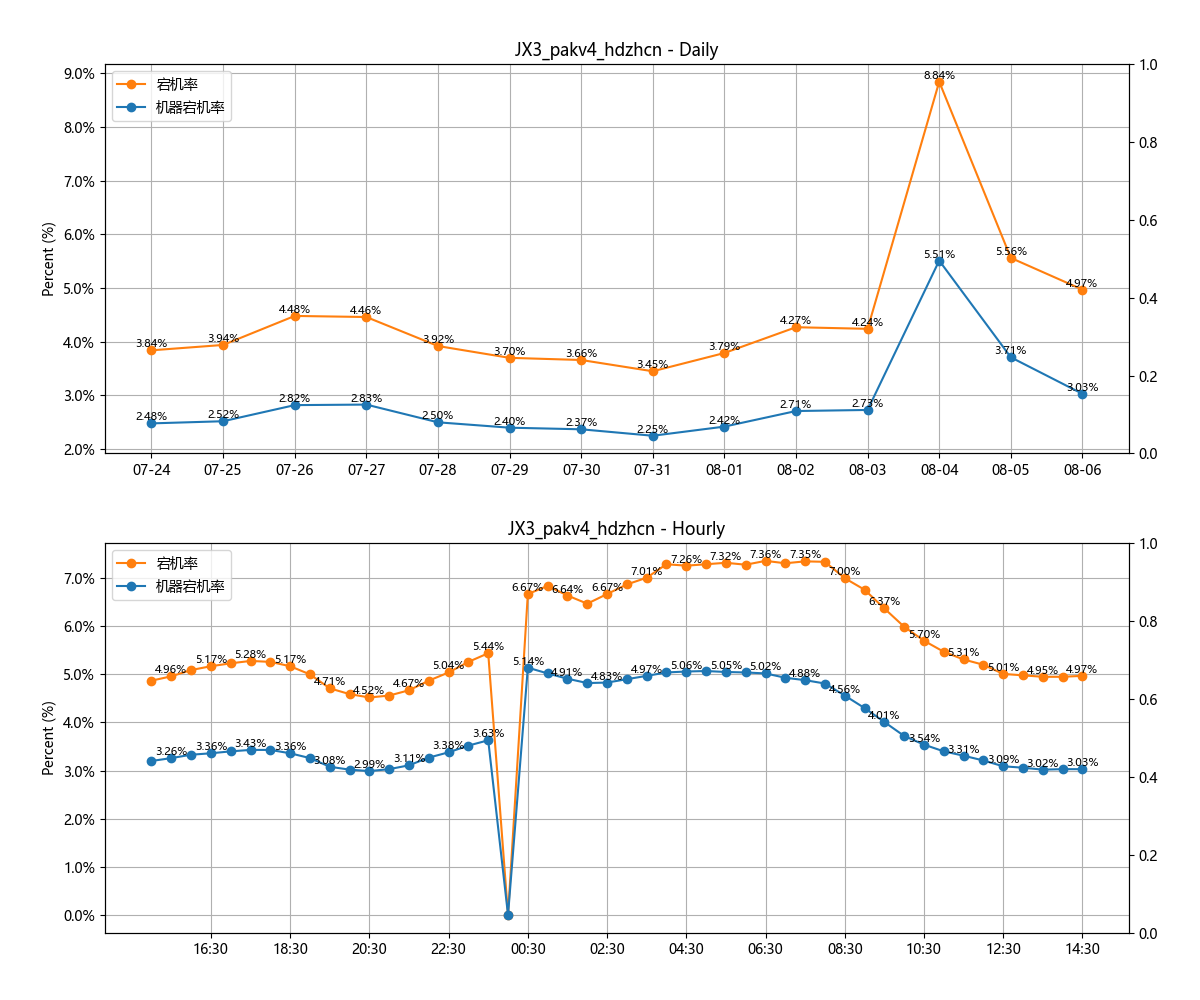 JX3_pakv4_hdzhcn - Daily
宕机率
机器宕机率
Percent (%)
9.0%
8.0%
7.0%
6.0%
5.0%
4.0%
3.0%
2.0%
1.0
0.8
0.6
0.4
0.2
0.0
3.84% 3.94% 4.48% 4.46% 3.92% 3.70% 3.66% 3.45% 3.79% 4.27% 4.24% 8.84% 5.56% 4.97%
2.48% 2.52% 2.82% 2.83% 2.50% 2.40% 2.37% 2.25% 2.42% 2.71% 2.73% 5.51% 3.71% 3.03%
07-24 07-25 07-26 07-27 07-28 07-29 07-30 07-31 08-01 08-02 08-03 08-04 08-05 08-06
JX3_pakv4_hdzhcn - Hourly
宕机率
机器宕机率
Percent (%)
7.0%
6.0%
5.0%
4.0%
3.0%
2.0%
1.0%
0.0%
1.0
0.8
0.6
0.4
0.2
0.0
4.96% 5.17% 5.28% 5.17% 4.71% 4.52% 4.67% 5.04% 5.44% 6.67% 6.64% 6.67% 7.01% 7.26% 7.32% 7.36% 7.35% 7.00% 6.37% 5.70% 5.31% 5.01% 4.95% 4.97%
3.26% 3.36% 3.43% 3.36% 3.08% 2.99% 3.11% 3.38% 3.63% 5.14% 4.91% 4.83% 4.97% 5.06% 5.05% 5.02% 4.88% 4.56% 4.01% 3.54% 3.31% 3.09% 3.02% 3.03%
16:30 18:30 20:30 22:30 00:30 02:30 04:30 06:30 08:30 10:30 12:30 14:30